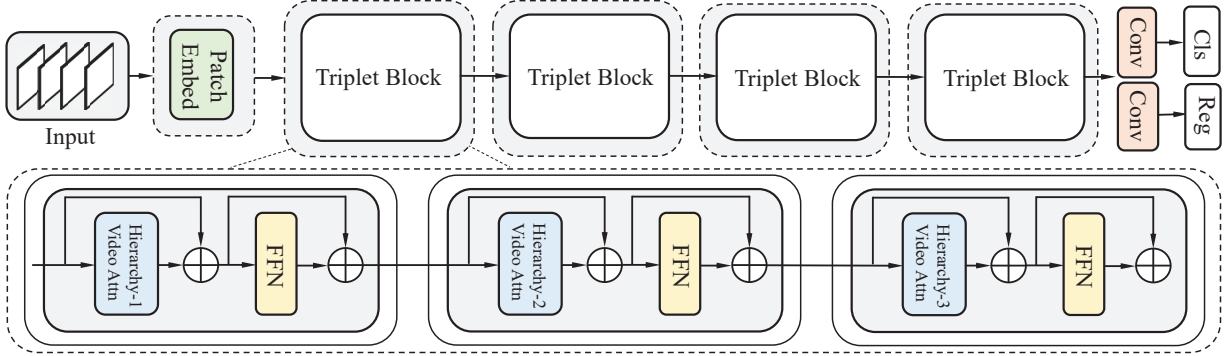 Input
Patch
Embed
Triplet Block
Triplet Block
Triplet Block
Triplet Block
Conv
Cls
Conv
Reg
Hierarchy-1
Video Attn
FFN
Hierarchy-2
Video Attn
FFN
Hierarchy-3
Video Attn
FFN